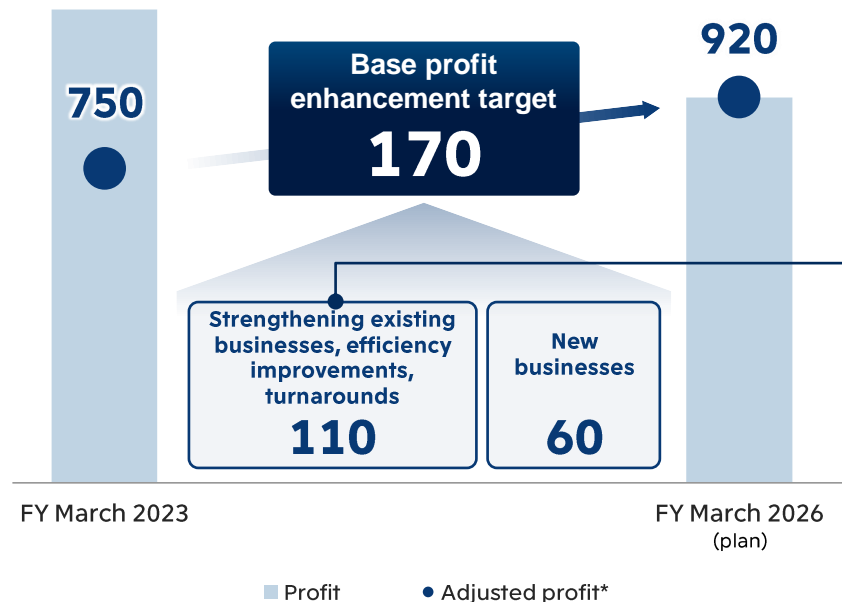 750
Base profit
enhancement target
170
920
Strengthening existing
businesses, efficiency
improvements,
turnarounds
110
New
businesses
60
FY March 2023
FY March 2026
(plan)
Profit
Adjusted profit*